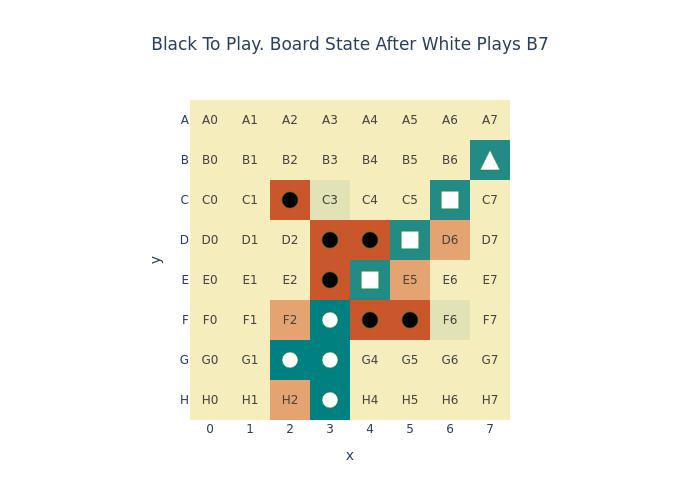 Black To Play. Board State After White Plays B7
A A0 A1 A2 A3 A4 A5 A6 A7
B B0 B1 B2 B3 B4 B5 B6
C C0 C1 C3 C4 C5 C7
D D0 D1 D2 D6 D7
E E0 E1 E2 E5 E6 E7
F F0 F1 F2 F6 F7
G G0 G1 G4 G5 G6 G7
H H0 H1 H2 H4 H5 H6 H7
0 1 2 3 4 5 6 7
x
y